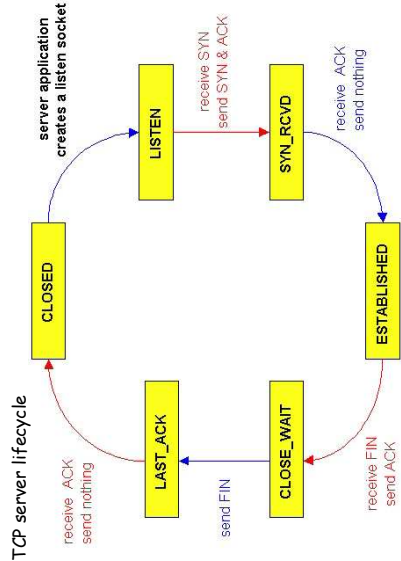 TCP server lifecycle
CLOSED
server application
creates a listen socket
LISTEN
receive SYN
send SYN & ACK
SYN_RCVD
receive ACK
send nothing
ESTABLISHED
receive FIN
send ACK
CLOSE_WAIT
send FIN
LAST_ACK
receive ACK
send nothing